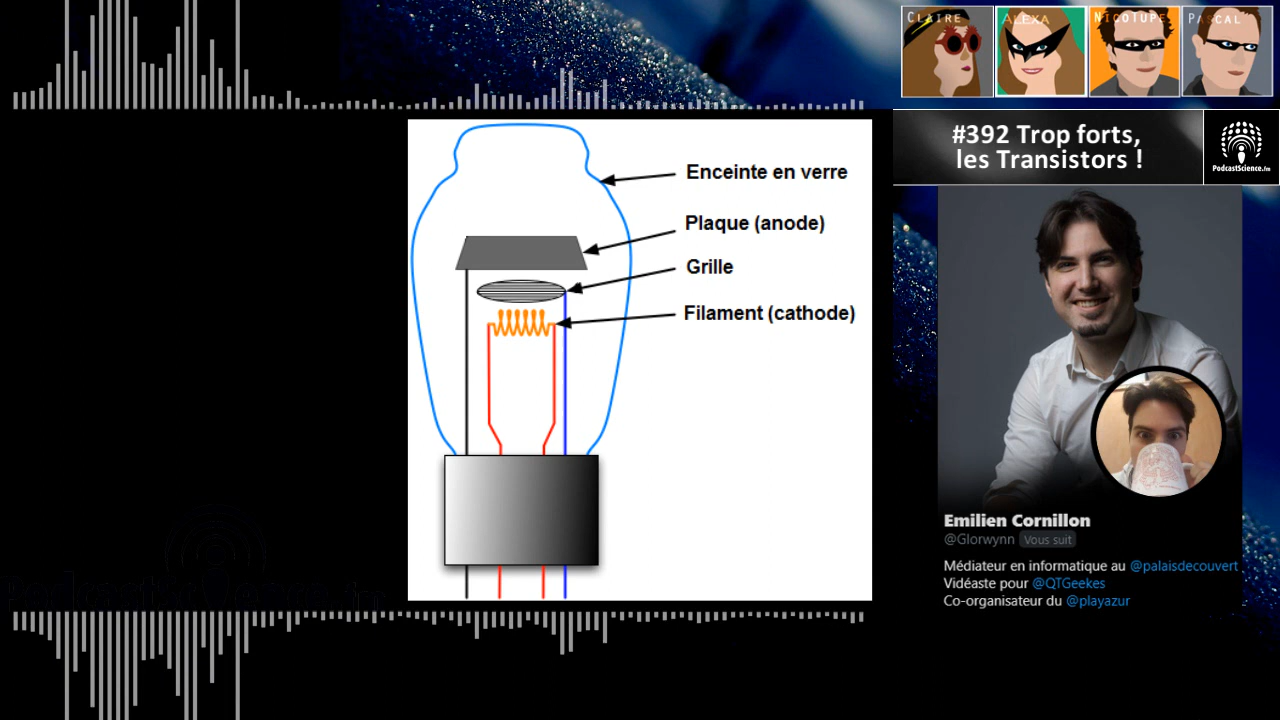 CLAIRE
ALEXA
NICOTUPE
PASCAL
#392 Trop forts,
les Transistors !
PodcastScience.fm
Enceinte en verre
Plaque (anode)
Grille
Filament (cathode)
Emilien Cornillon
@Glorwynn Vous suit
Médiateur en informatique au @palaisdecouvert
Vidéaste pour @QTGeekes
Co-organisateur du @playazur